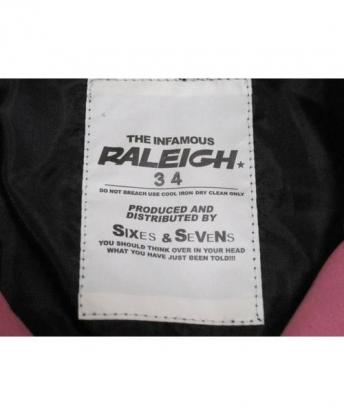 THE INFAMOUS
RALEIGH★
34
DO NOT BREACH USE COOL IRON DRY CLEAN ONLY
PRODUCED AND
DISTRIBUTED BY
SIXES & SEVENS
YOU SHOULD THINK OVER IN YOUR HEAD
WHAT YOU HAVE JUST BEEN TOLD!!!